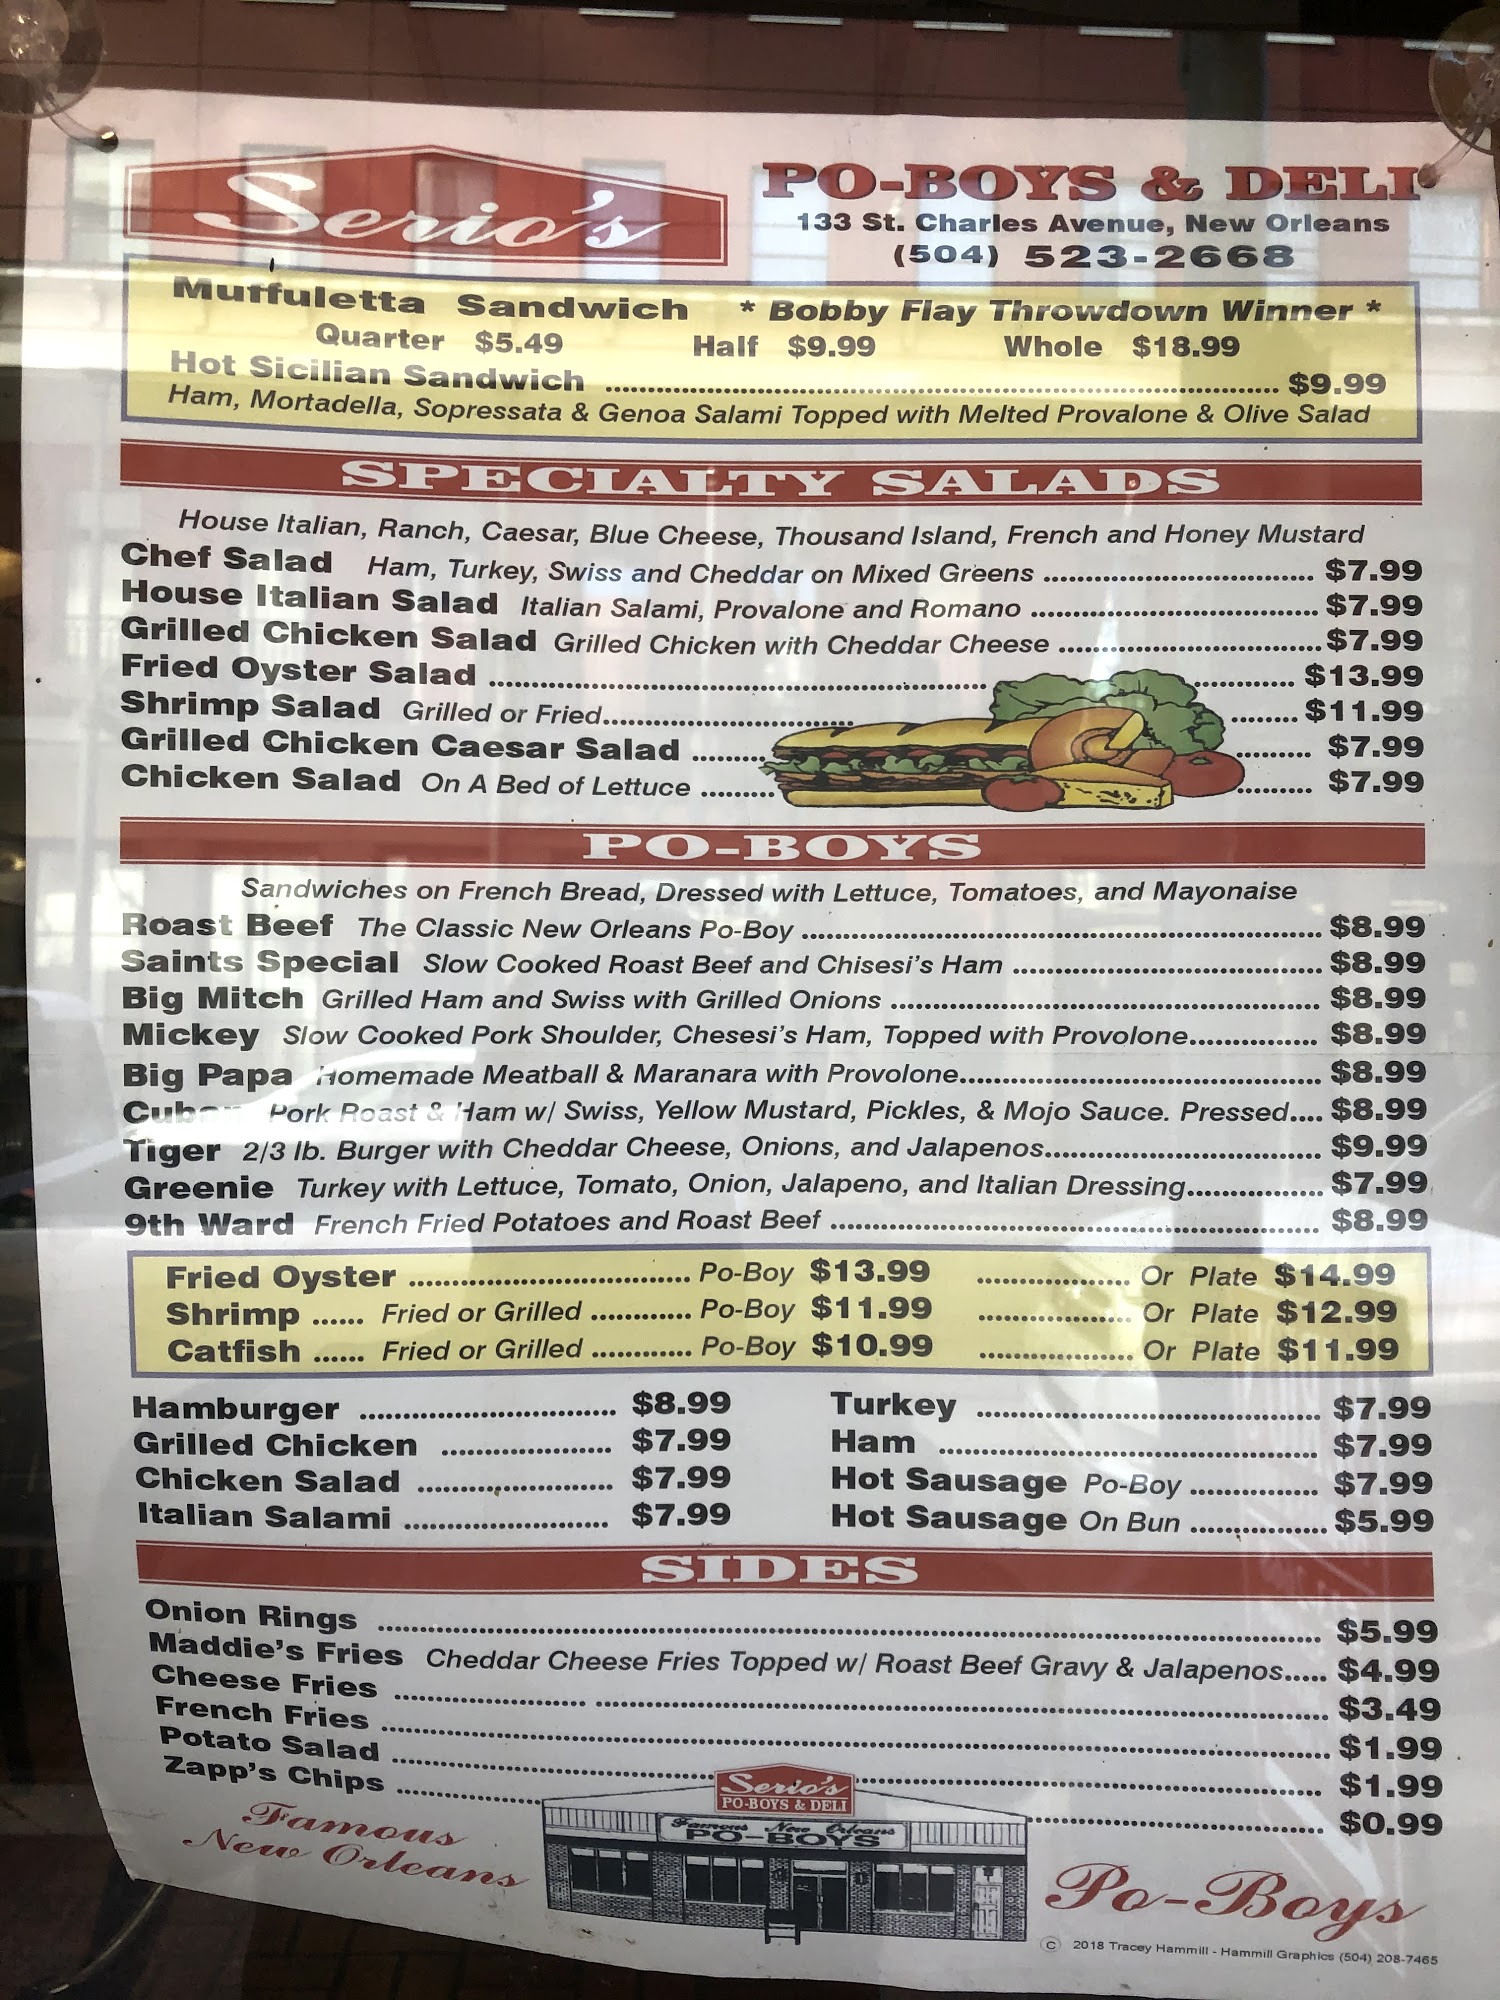 Serio's
PO-BOYS & DELI
133 St. Charles Avenue, New Orleans
(504) 523-2668
Muffuletta Sandwich * Bobby Flay Throwdown Winner *
Quarter $5.49 Half $9.99 Whole $18.99
Hot Sicilian Sandwich ........ $9.99
Ham, Mortadella, Sopressata & Genoa Salami Topped with Melted Provalone & Olive Salad
SPECIALTY SALADS
House Italian, Ranch, Caesar, Blue Cheese, Thousand Island, French and Honey Mustard
Chef Salad Ham, Turkey, Swiss and Cheddar on Mixed Greens ........ $7.99
House Italian Salad Italian Salami, Provalone and Romano ........ $7.99
Grilled Chicken Salad Grilled Chicken with Cheddar Cheese ........ $7.99
Fried Oyster Salad ........ $13.99
Shrimp Salad Grilled or Fried ........ $11.99
Grilled Chicken Caesar Salad ........ $7.99
Chicken Salad On A Bed of Lettuce ........ $7.99
PO-BOYS
Sandwiches on French Bread, Dressed with Lettuce, Tomatoes, and Mayonaise
Roast Beef The Classic New Orleans Po-Boy ........ $8.99
Saints Special Slow Cooked Roast Beef and Chisesi's Ham ........ $8.99
Big Mitch Grilled Ham and Swiss with Grilled Onions ........ $8.99
Mickey Slow Cooked Pork Shoulder, Chesesi's Ham, Topped with Provolone ........ $8.99
Big Papa Homemade Meatball & Maranara with Provolone ........ $8.99
Cuban Pork Roast & Ham w/ Swiss, Yellow Mustard, Pickles, & Mojo Sauce. Pressed.... $8.99
Tiger 2/3 lb. Burger with Cheddar Cheese, Onions, and Jalapenos ........ $9.99
Greenie Turkey with Lettuce, Tomato, Onion, Jalapeno, and Italian Dressing ........ $7.99
9th Ward French Fried Potatoes and Roast Beef ........ $8.99
Fried Oyster ........ Po-Boy $13.99 ........ Or Plate $14.99
Shrimp ...... Fried or Grilled ........ Po-Boy $11.99 ........ Or Plate $12.99
Catfish ...... Fried or Grilled ........ Po-Boy $10.99 ........ Or Plate $11.99
Hamburger ........ $8.99 Turkey ........ $7.99
Grilled Chicken ........ $7.99 Ham ........ $7.99
Chicken Salad ........ $7.99 Hot Sausage Po-Boy ........ $7.99
Italian Salami ........ $7.99 Hot Sausage On Bun ........ $5.99
SIDES
Onion Rings ........ $5.99
Maddie's Fries Cheddar Cheese Fries Topped w/ Roast Beef Gravy & Jalapenos..... $4.99
Cheese Fries ........ $3.49
French Fries ........ $1.99
Potato Salad ........ $1.99
Zapp's Chips ........ $0.99
Serio's
PO-BOYS & DELI
Famous New Orleans
PO-BOYS
Famous
New Orleans
Po-Boys
© 2018 Tracey Hammill - Hammill Graphics (504) 208-7465